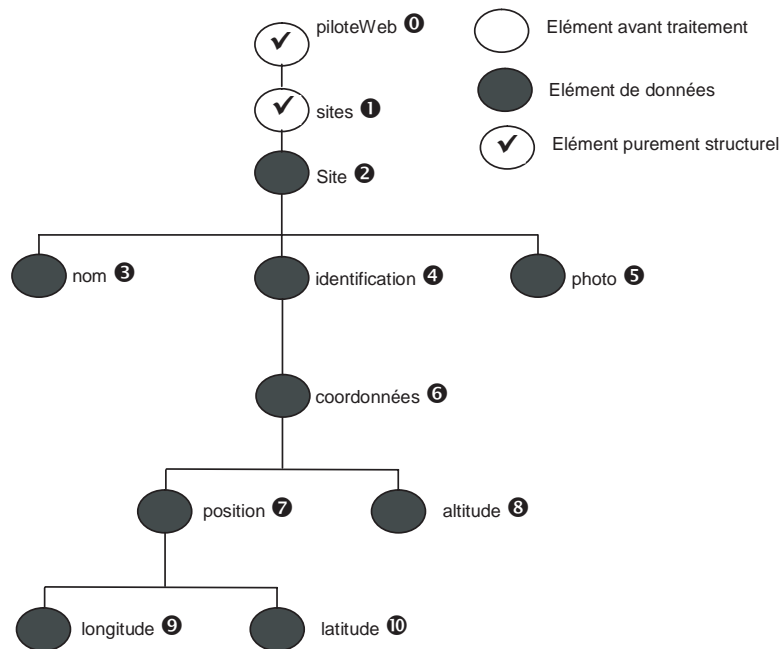 piloteWeb ⓿
Elément avant traitement
sites ❶
Elément de données
Elément purement structurel
Site ❷
nom ❸
identification ❹
photo ❺
coordonnées ❻
position ❼
altitude ❽
longitude ❾
latitude ❿